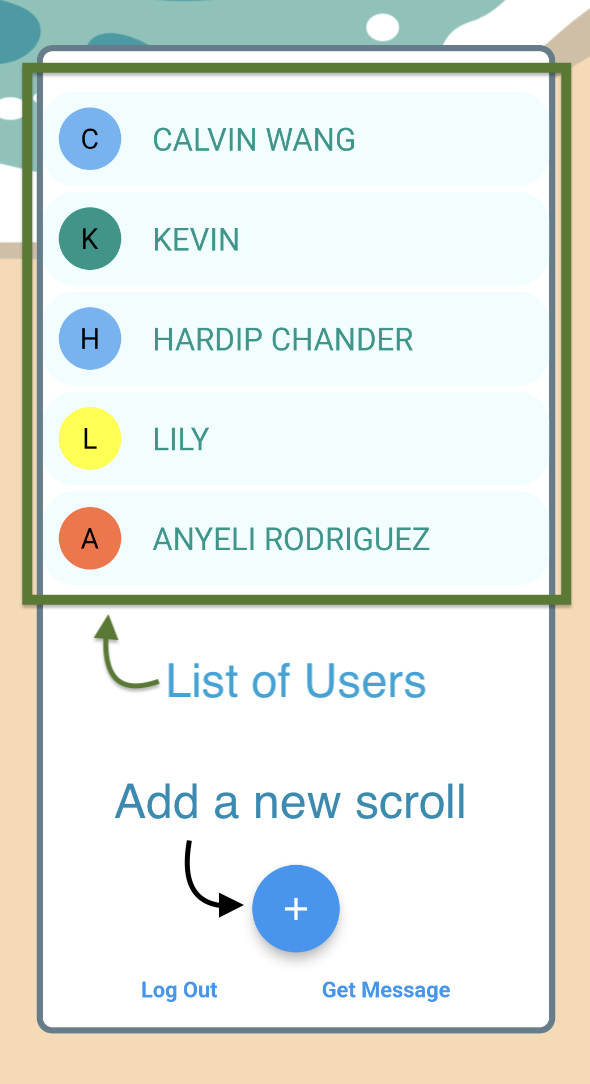 C CALVIN WANG
K KEVIN
H HARDIP CHANDER
L LILY
A ANYELI RODRIGUEZ
List of Users
Add a new scroll
+
Log Out Get Message